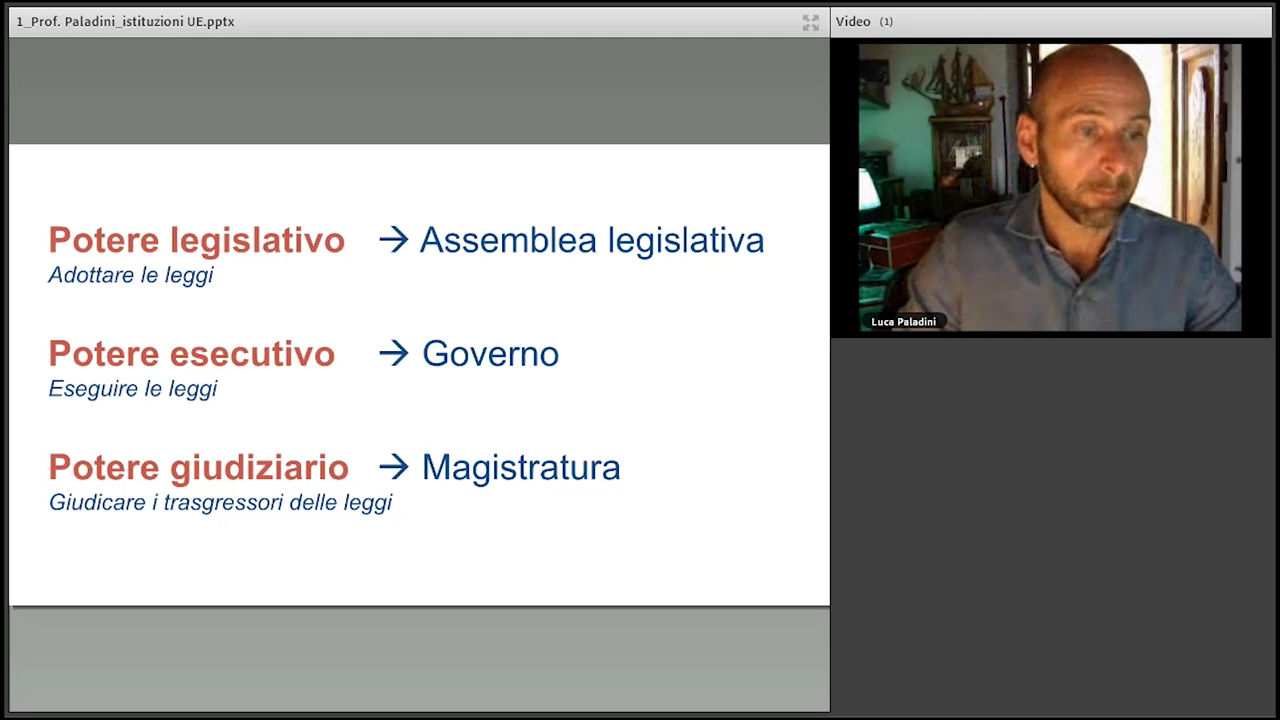 1_Prof. Paladini_istituzioni UE.pptx
Video (1)
Potere legislativo → Assemblea legislativa
Adottare le leggi
Potere esecutivo → Governo
Eseguire le leggi
Potere giudiziario → Magistratura
Giudicare i trasgressori delle leggi
Luca Paladini